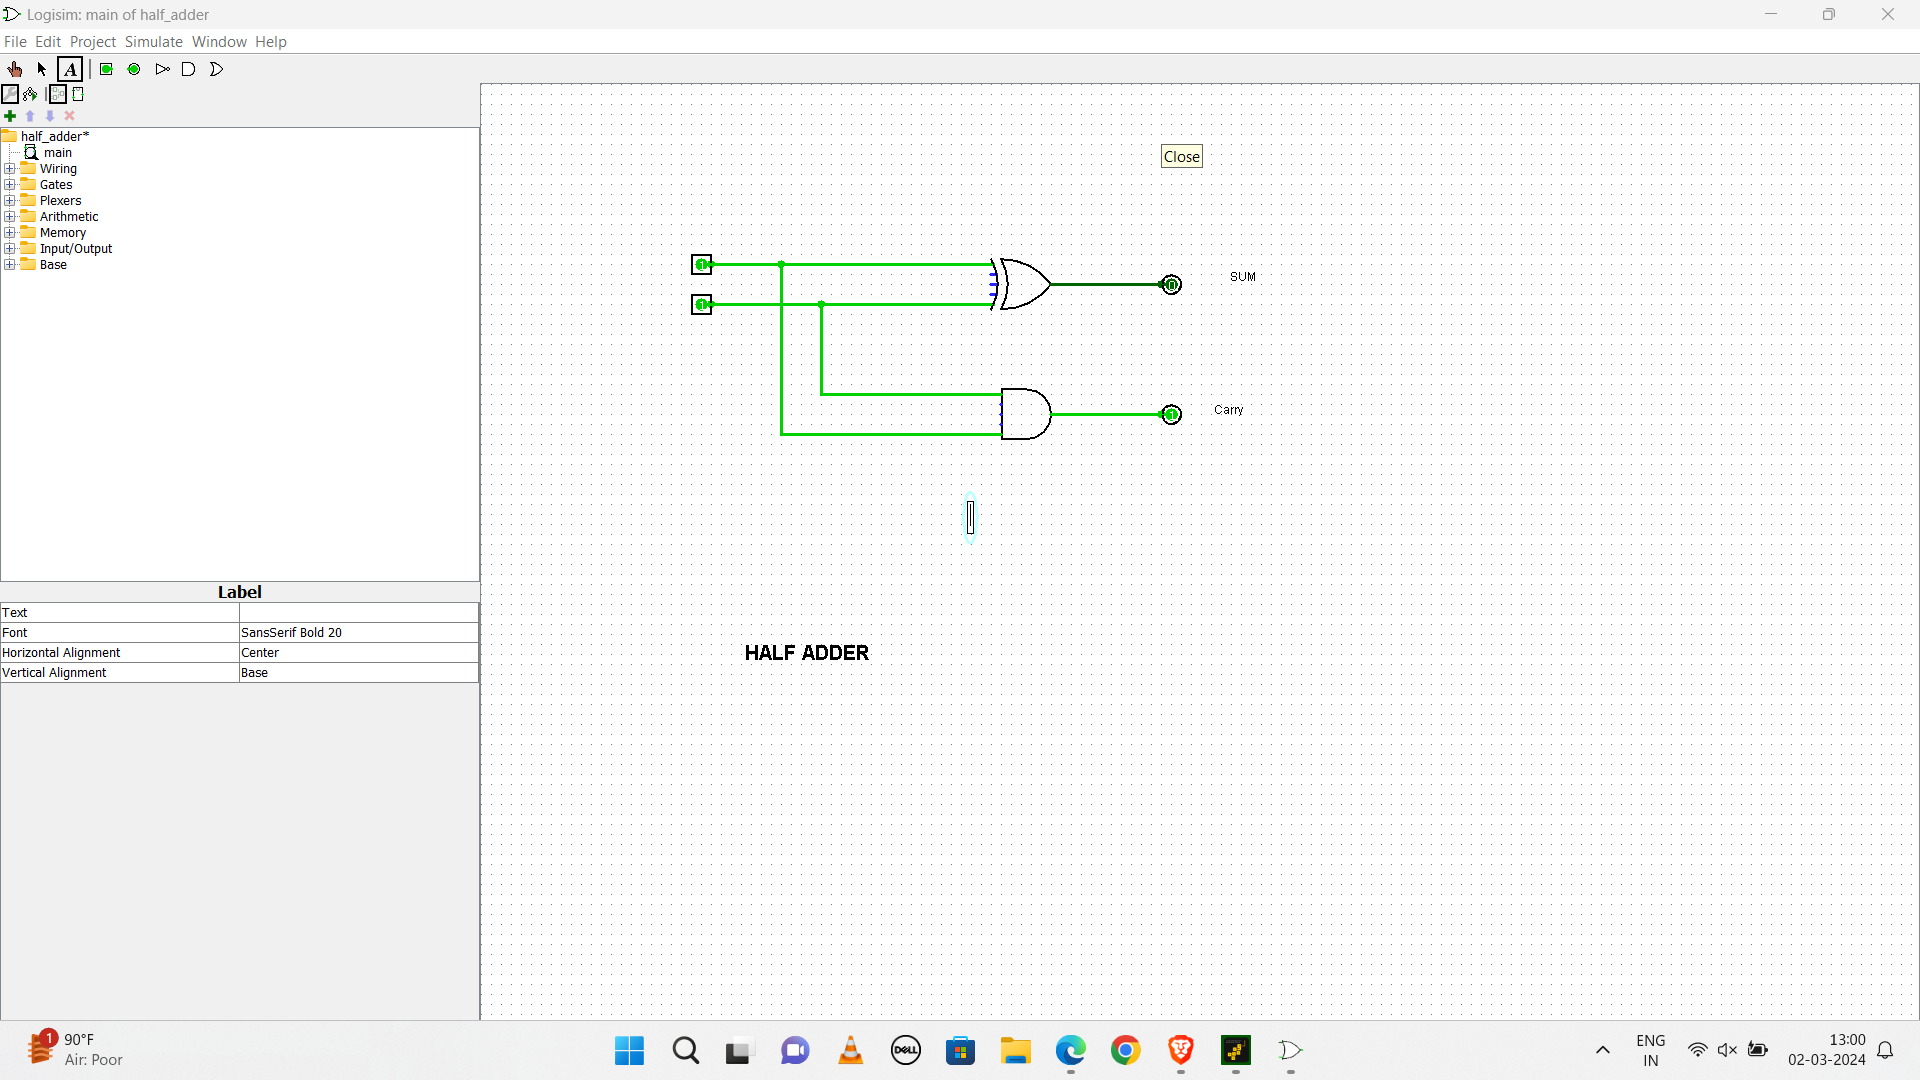 Logisim: main of half_adder
File Edit Project Simulate Window Help
A
half_adder*
main
Wiring
Gates
Plexers
Arithmetic
Memory
Input/Output
Base
Close
1
1
0
SUM
1
Carry
HALF ADDER
Label
Text
Font SansSerif Bold 20
Horizontal Alignment Center
Vertical Alignment Base
1
90°F
Air: Poor
DELL
ENG
IN
13:00
02-03-2024